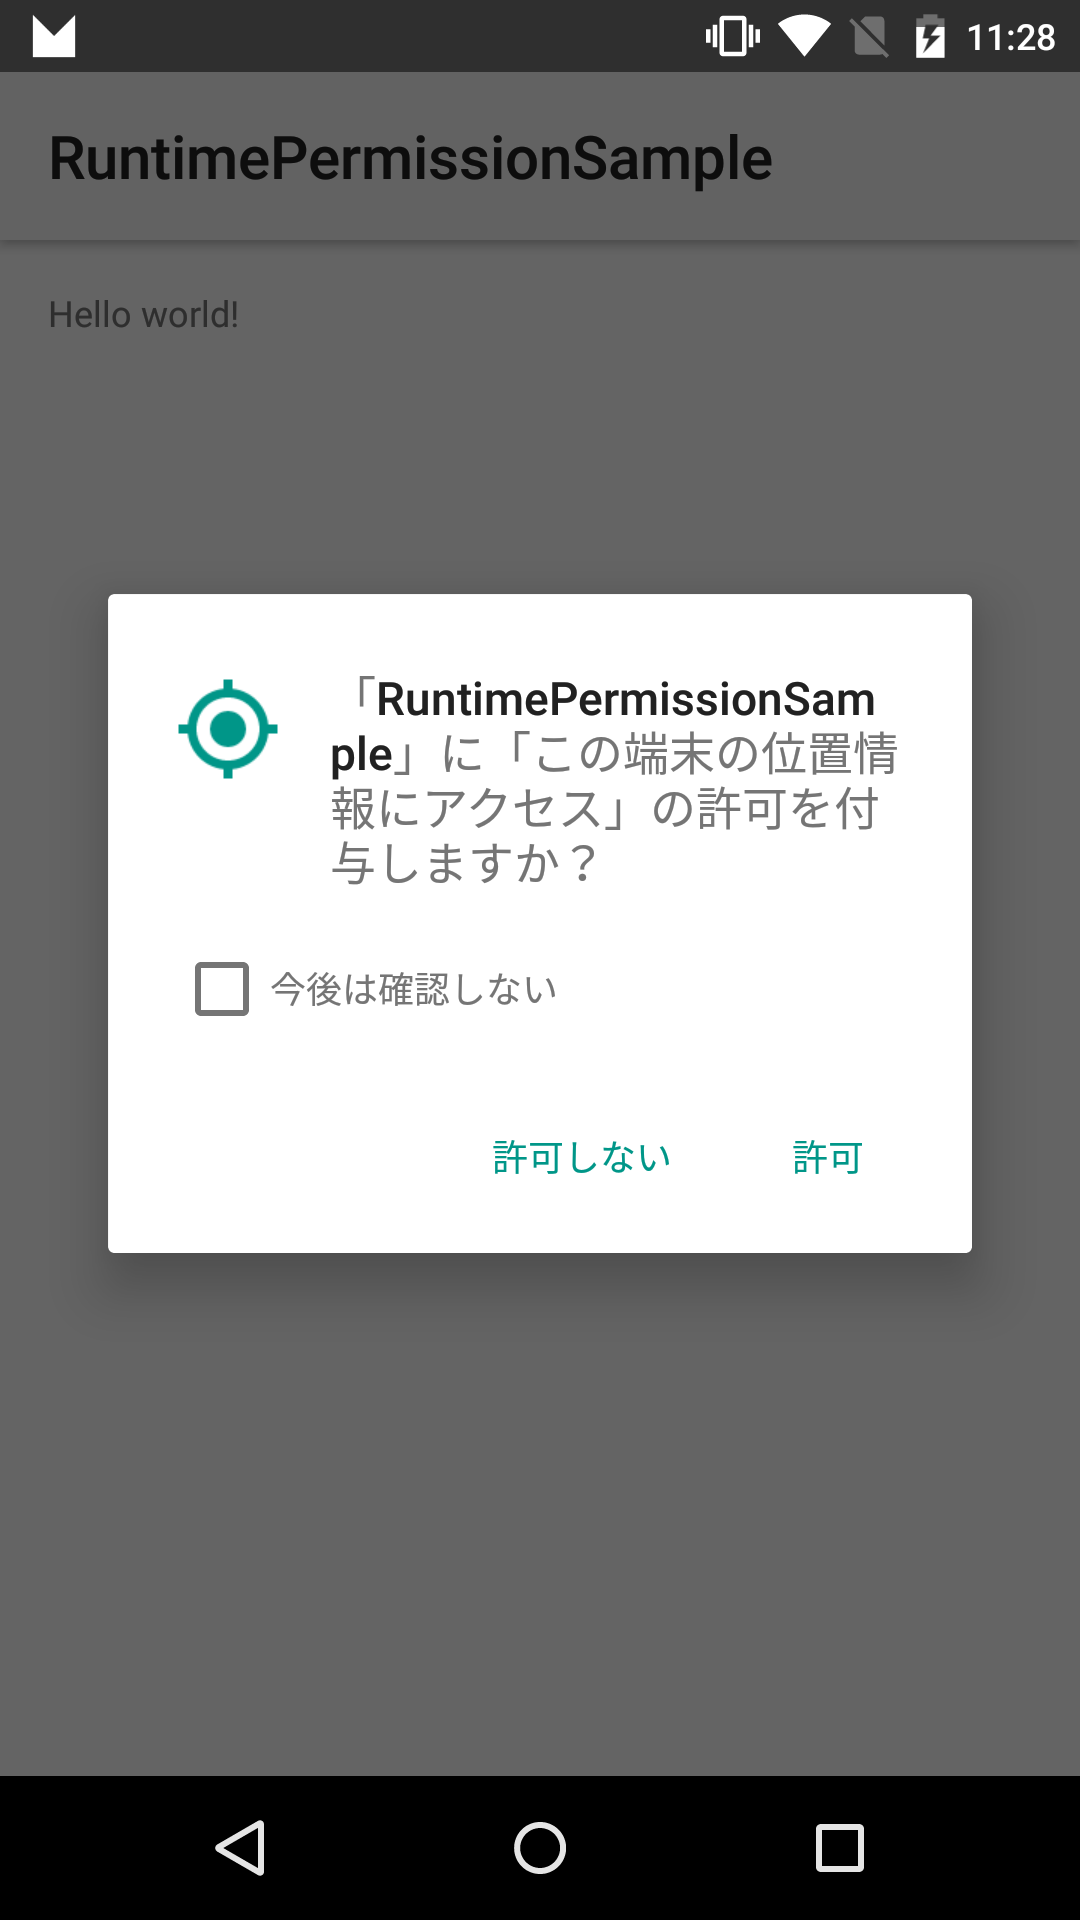 11:28
RuntimePermissionSample
Hello world!
「RuntimePermissionSam
ple」に「この端末の位置情
報にアクセス」の許可を付
与しますか？
今後は確認しない
許可しない 許可